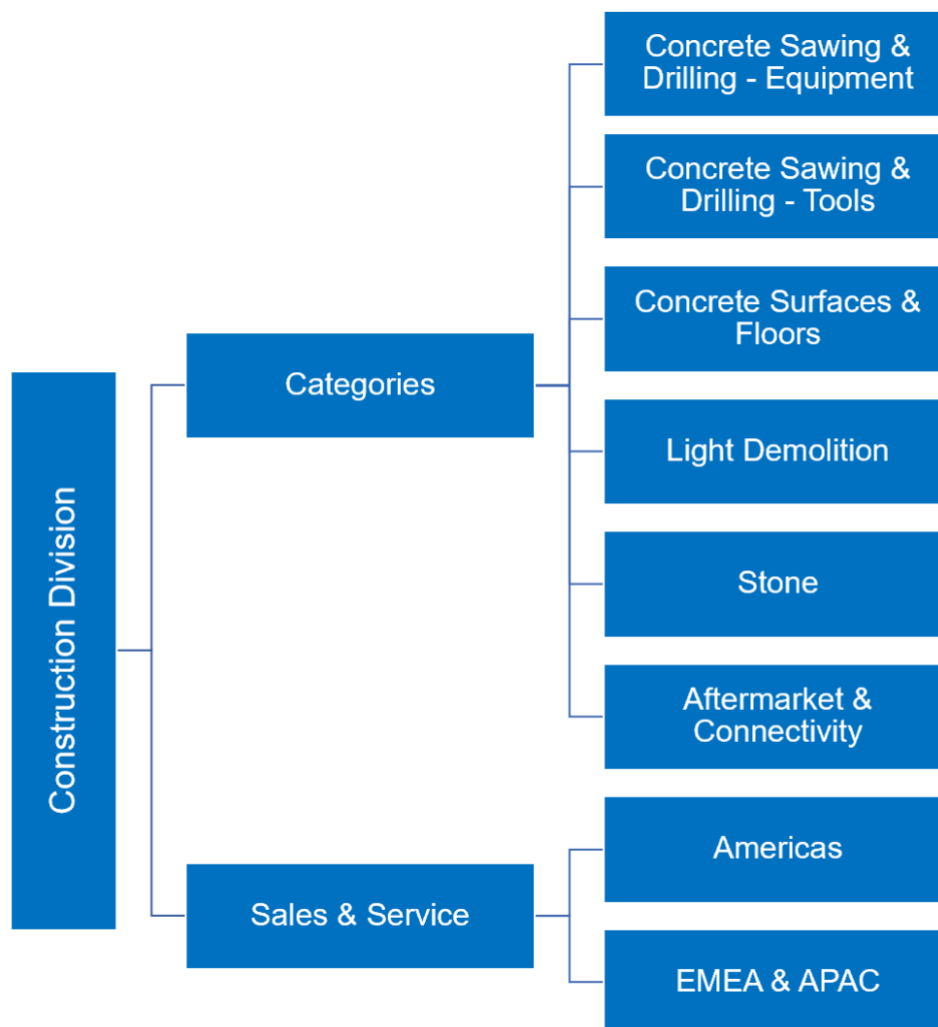 Construction Division
Categories
Concrete Sawing &
Drilling - Equipment
Concrete Sawing &
Drilling - Tools
Concrete Surfaces &
Floors
Light Demolition
Stone
Aftermarket &
Connectivity
Sales & Service
Americas
EMEA & APAC